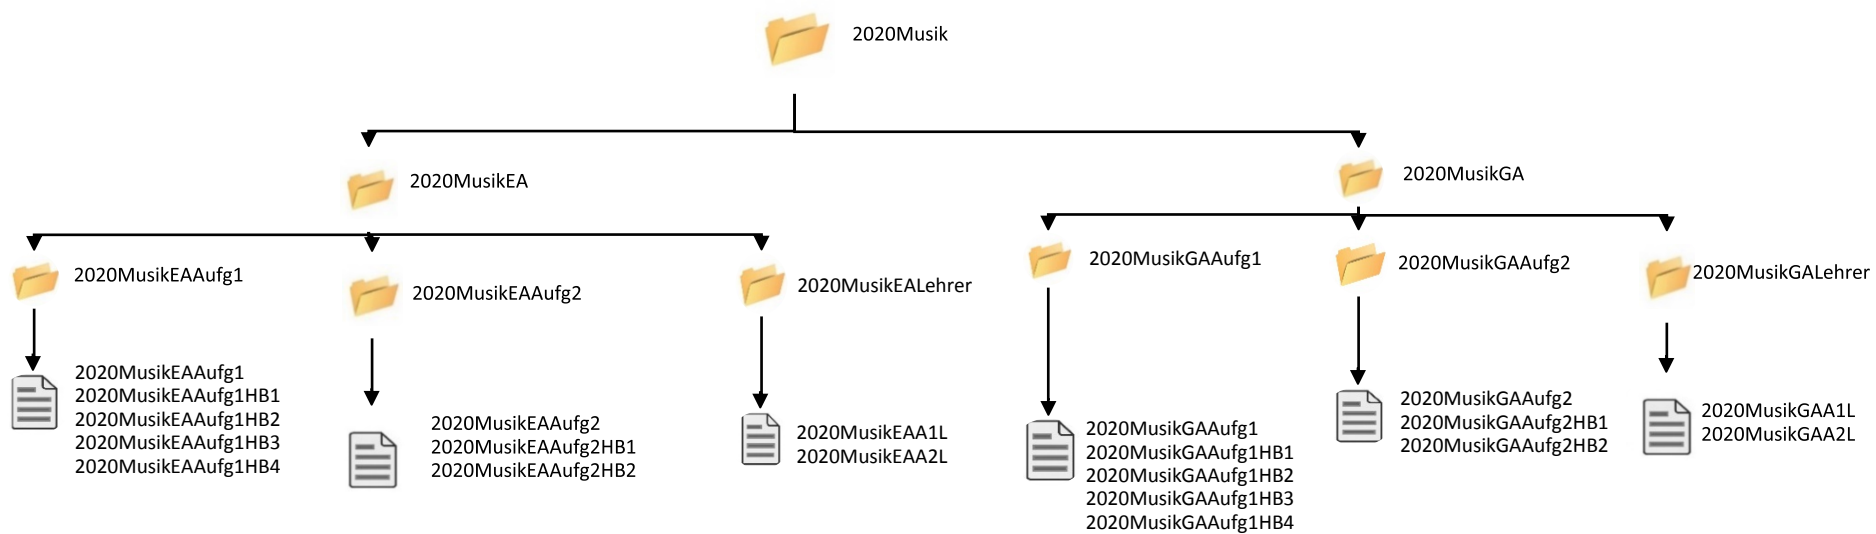 2020Musik
2020MusikEA
2020MusikGA
2020MusikEAAufg1
2020MusikEAAufg2
2020MusikEALehrer
2020MusikGAAufg1
2020MusikGAAufg2
2020MusikGALehrer
2020MusikEAAufg1
2020MusikEAAufg1HB1
2020MusikEAAufg1HB2
2020MusikEAAufg1HB3
2020MusikEAAufg1HB4
2020MusikEAAufg2
2020MusikEAAufg2HB1
2020MusikEAAufg2HB2
2020MusikEAA1L
2020MusikEAA2L
2020MusikGAAufg1
2020MusikGAAufg1HB1
2020MusikGAAufg1HB2
2020MusikGAAufg1HB3
2020MusikGAAufg1HB4
2020MusikGAAufg2
2020MusikGAAufg2HB1
2020MusikGAAufg2HB2
2020MusikGAA1L
2020MusikGAA2L